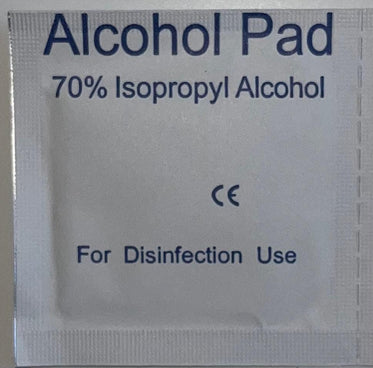 Alcohol Pad
70% Isopropyl Alcohol
CE
For Disinfection Use